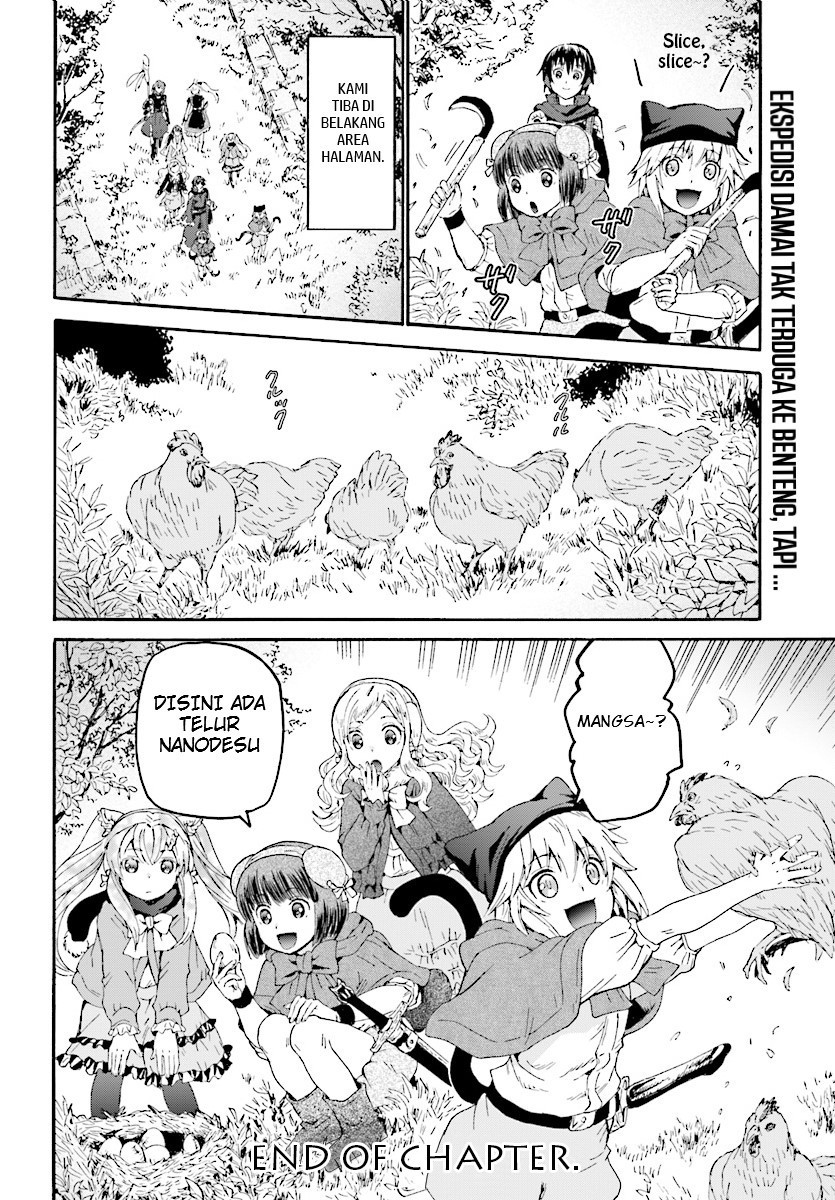 KAMI
TIBA DI
BELAKANG
AREA
HALAMAN.
Slice,
slice~?
EKSPEDISI DAMAI TAK TERDUGA KE BENTENG, TAPI ...
DISINI ADA
TELUR
NANODESU
MANGSA~?
END OF CHAPTER.